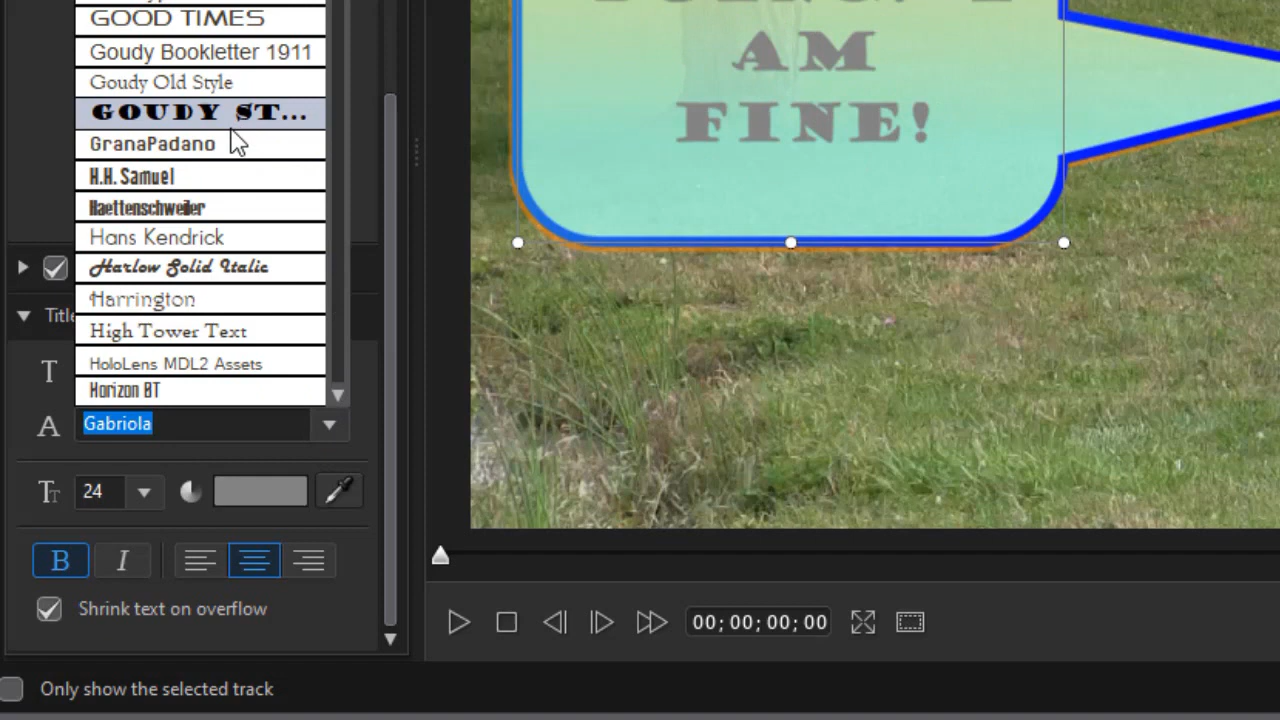 GOOD TIMES
Goudy Bookletter 1911
Goudy Old Style
GOUDY ST...
GranaPadano
H.H. Samuel
Haettenschweiler
Hans Kendrick
Harlow Solid Italic
Harrington
High Tower Text
HoloLens MDL2 Assets
Horizon BT
Title
Gabriola
24
B I
Shrink text on overflow
Only show the selected track
AM
FINE!
00;00;00;00